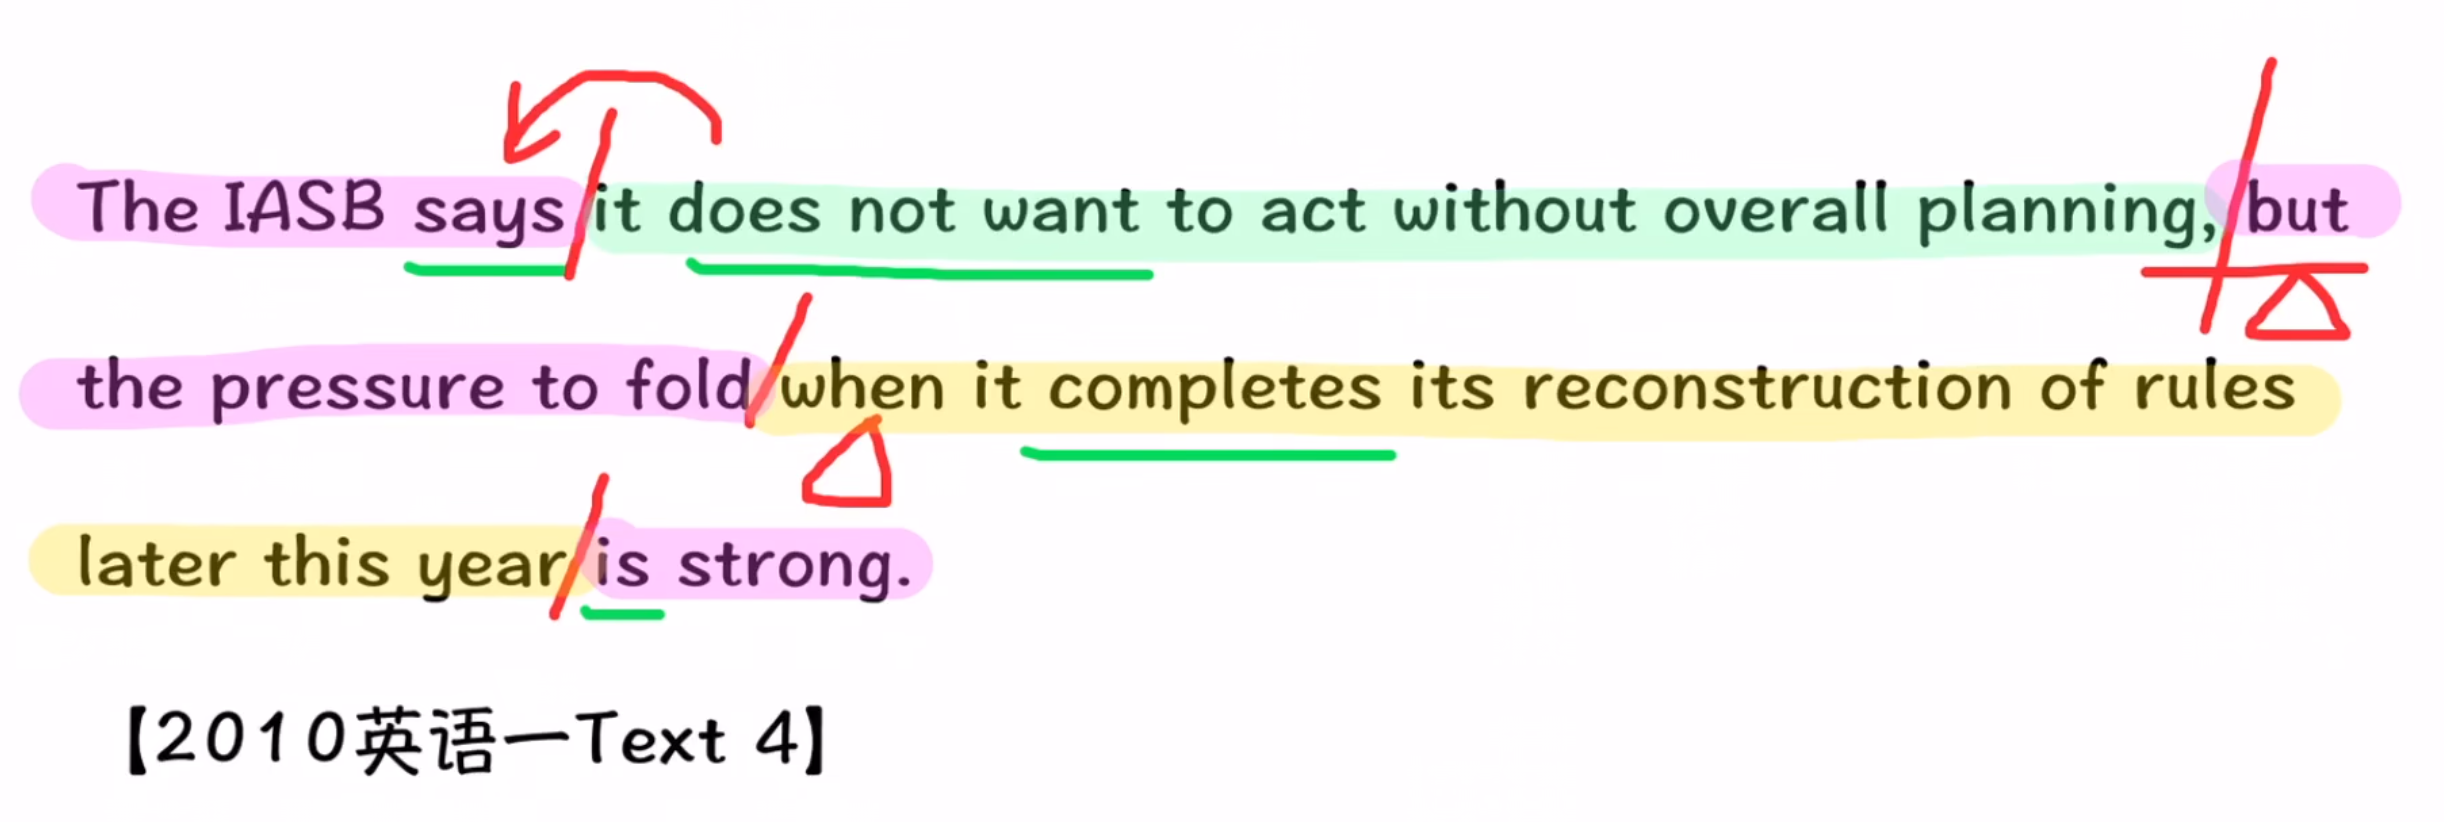 The IASB says it does not want to act without overall planning, but
the pressure to fold when it completes its reconstruction of rules
later this year is strong.
【2010英语一Text 4】